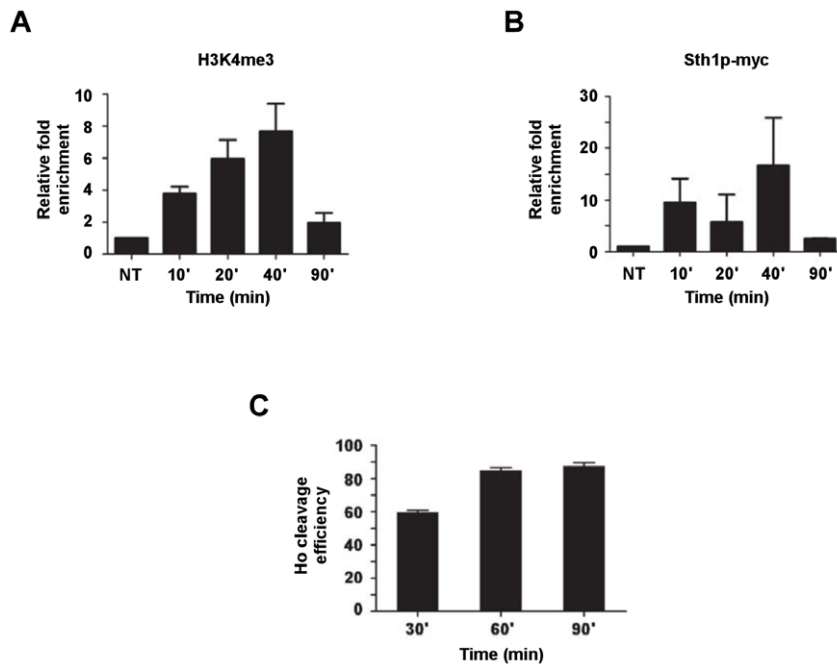 A
H3K4me3
Relative fold
enrichment
10
8
6
4
2
0
NT 10' 20' 40' 90'
Time (min)
B
Sth1p-myc
Relative fold
enrichment
30
20
10
0
NT 10' 20' 40' 90'
Time (min)
C
Ho cleavage
efficiency
100
80
60
40
20
0
30' 60' 90'
Time (min)